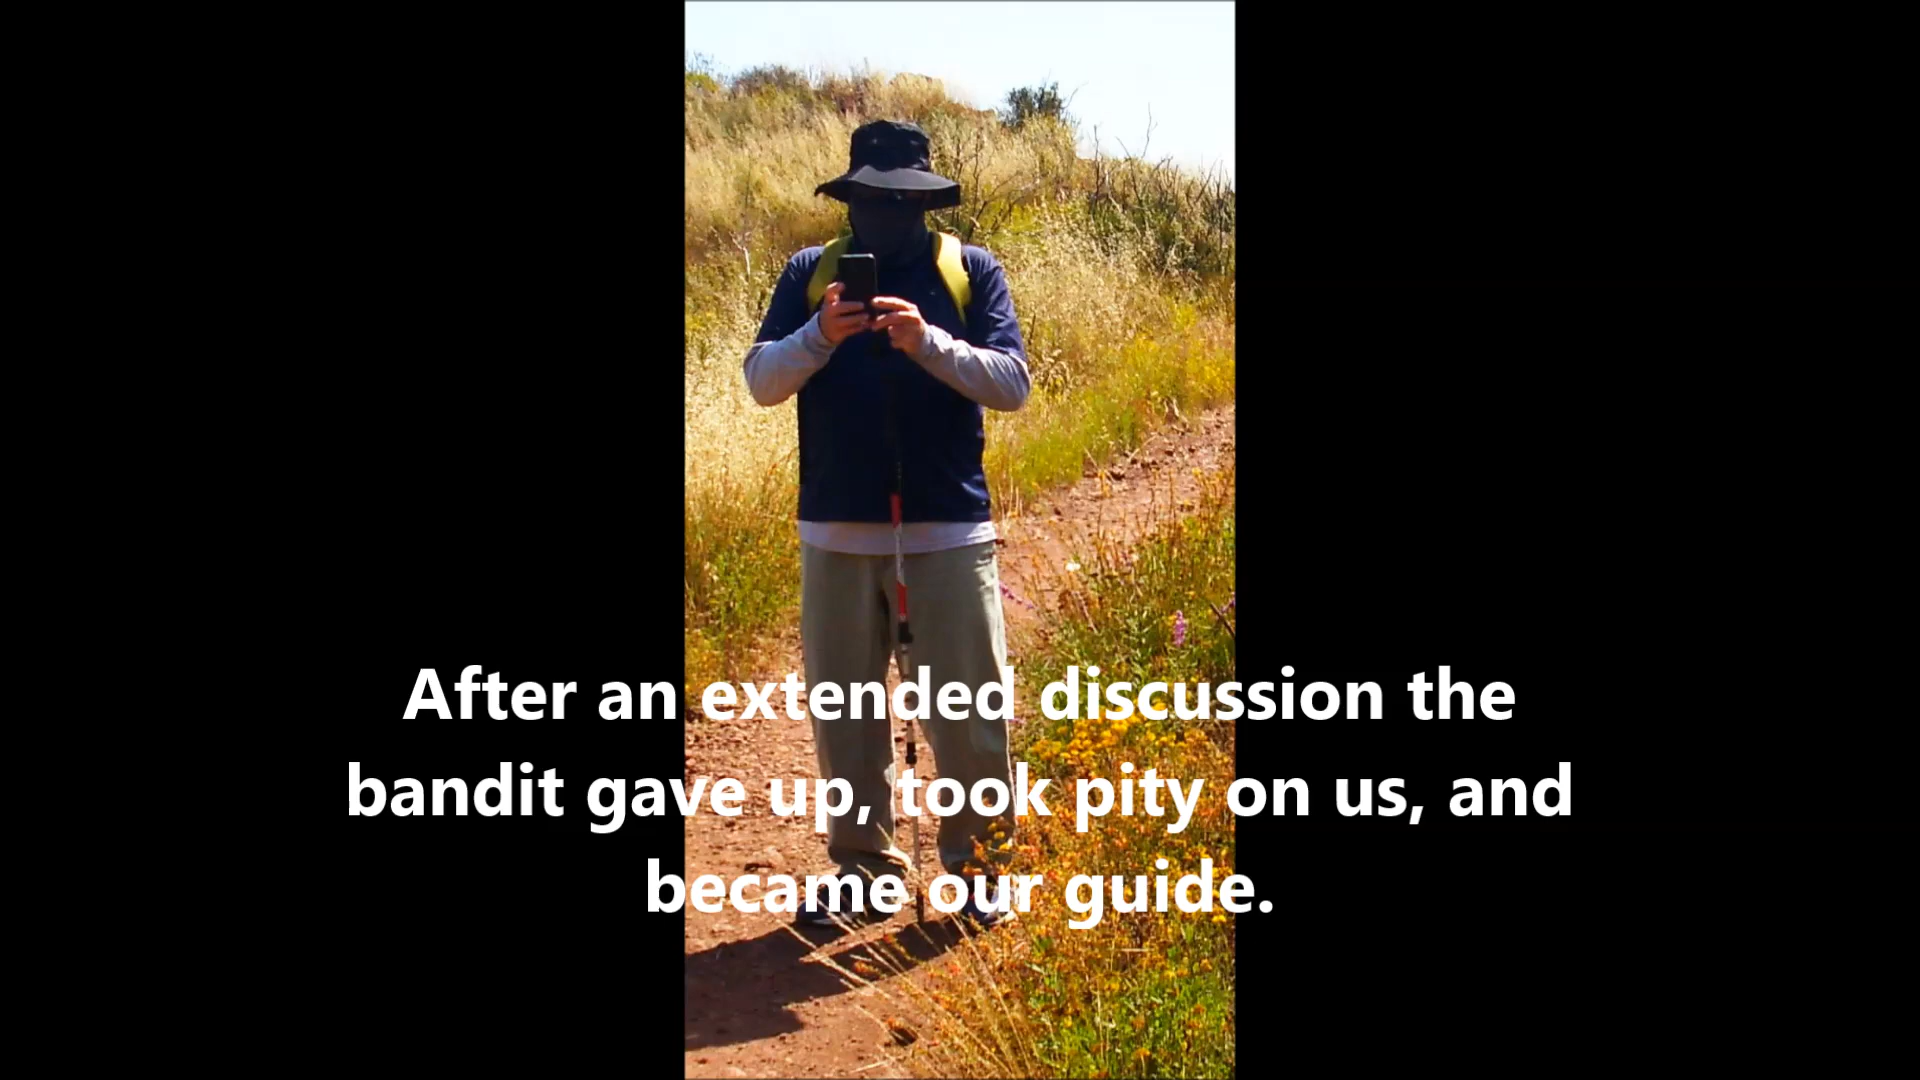 After an extended discussion the
bandit gave up, took pity on us, and
became our guide.